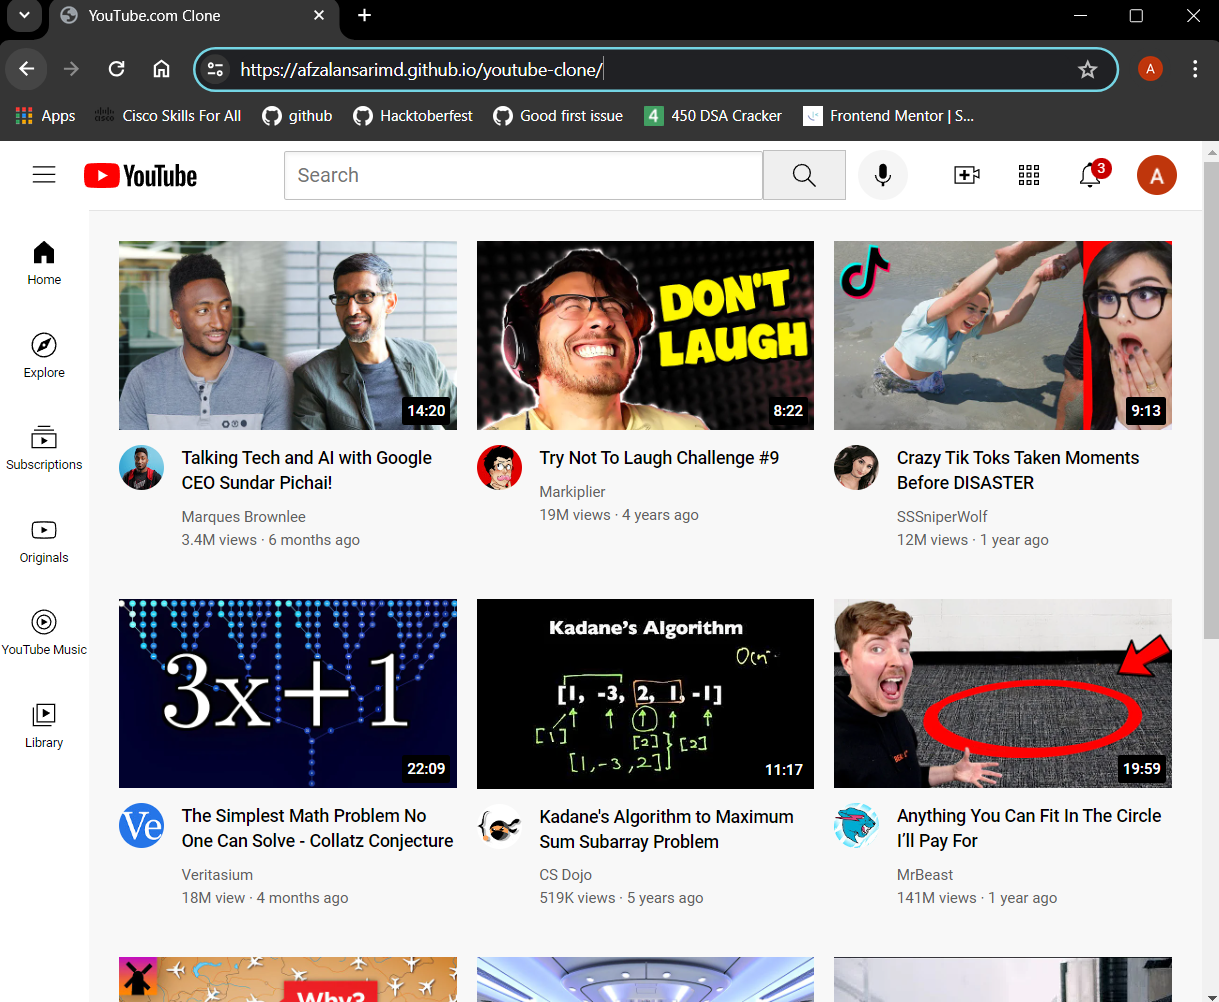 YouTube.com Clone
https://afzalansarimd.github.io/youtube-clone/
A
Apps
Cisco Skills For All
github
Hacktoberfest
Good first issue
4
450 DSA Cracker
Frontend Mentor | S...
YouTube
Search
3
A
Home
Explore
Subscriptions
Originals
YouTube Music
Library
14:20
Talking Tech and AI with Google
CEO Sundar Pichai!
Marques Brownlee
3.4M views · 6 months ago
DON'T
LAUGH
8:22
Try Not To Laugh Challenge #9
Markiplier
19M views · 4 years ago
9:13
Crazy Tik Toks Taken Moments
Before DISASTER
SSSniperWolf
12M views · 1 year ago
3x+1
22:09
Ve
The Simplest Math Problem No
One Can Solve - Collatz Conjecture
Veritasium
18M view · 4 months ago
Kadane's Algorithm
[1, -3, 2, 1, -1]
[1]
[2]
[2]
[1, -3, 2]
11:17
Kadane's Algorithm to Maximum
Sum Subarray Problem
CS Dojo
519K views · 5 years ago
19:59
Anything You Can Fit In The Circle
I’ll Pay For
MrBeast
141M views · 1 year ago
Why?